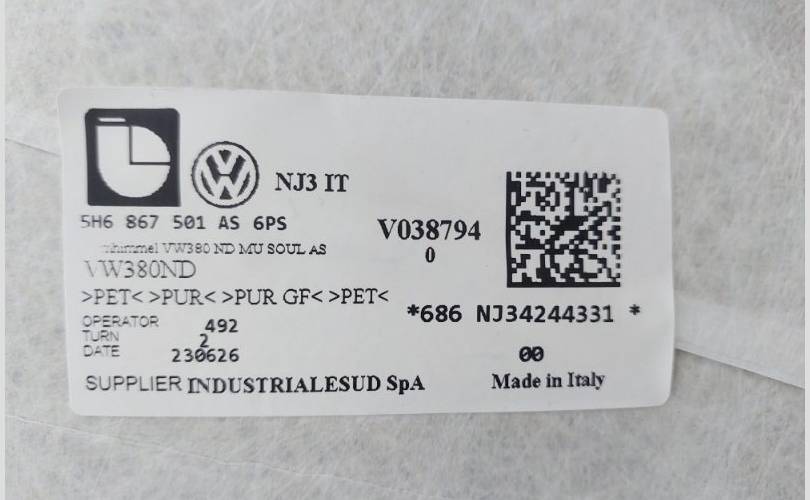 NJ3 IT
5H6 867 501 AS 6PS
VW380 ND MU SOUL AS
VW380ND
V038794
0
>PET< >PUR< >PUR GF< >PET<
*686 NJ34244331 *
OPERATOR 492
TURN 2
DATE 230626
00
SUPPLIER INDUSTRIALESUD SpA
Made in Italy